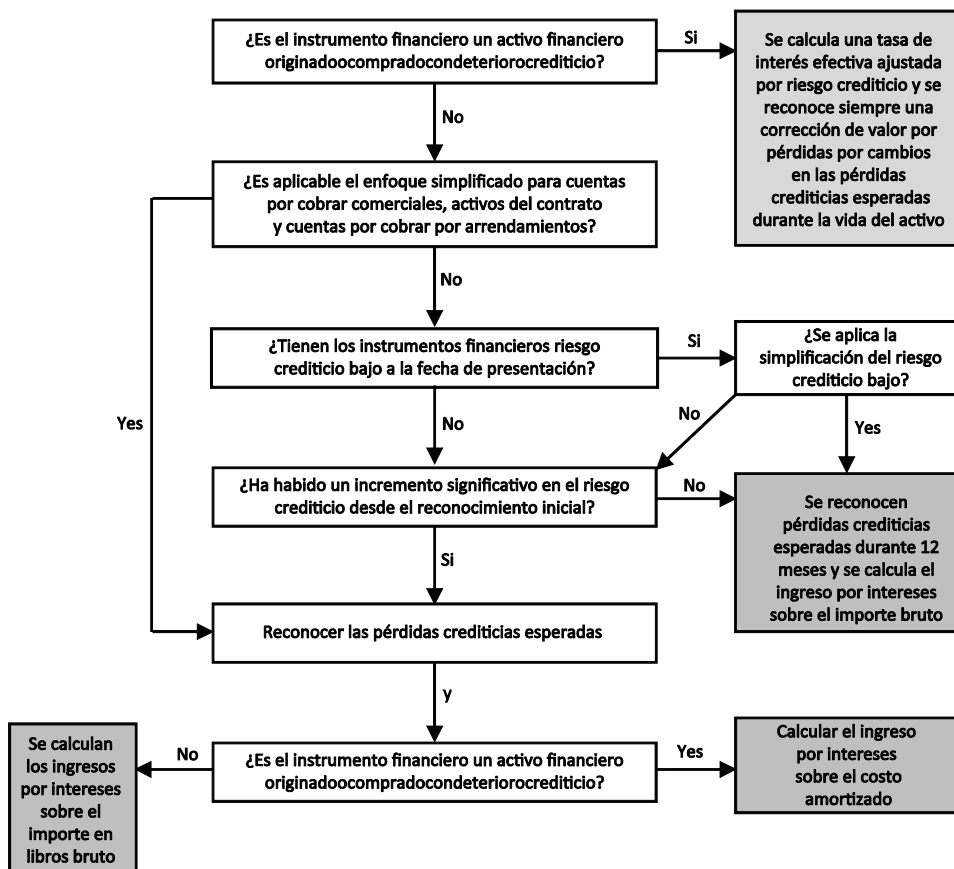 ¿Es el instrumento financiero un activo financiero
originadoocompradocondeteriorocrediticio?
Si
Se calcula una tasa de
interés efectiva ajustada
por riesgo crediticio y se
reconoce siempre una
corrección de valor por
pérdidas por cambios
en las pérdidas
crediticias esperadas
durante la vida del activo
No
¿Es aplicable el enfoque simplificado para cuentas
por cobrar comerciales, activos del contrato
y cuentas por cobrar por arrendamientos?
No
¿Tienen los instrumentos financieros riesgo
crediticio bajo a la fecha de presentación?
Si
¿Se aplica la
simplificación del riesgo
crediticio bajo?
Yes
No
No
Yes
¿Ha habido un incremento significativo en el riesgo
crediticio desde el reconocimiento inicial?
No
Se reconocen
pérdidas crediticias
esperadas durante 12
meses y se calcula el
ingreso por intereses
sobre el importe bruto
Si
Reconocer las pérdidas crediticias esperadas
y
¿Es el instrumento financiero un activo financiero
originadoocompradocondeteriorocrediticio?
No
Se calculan
los ingresos
por intereses
sobre el
importe en
libros bruto
Yes
Calcular el ingreso
por intereses
sobre el costo
amortizado